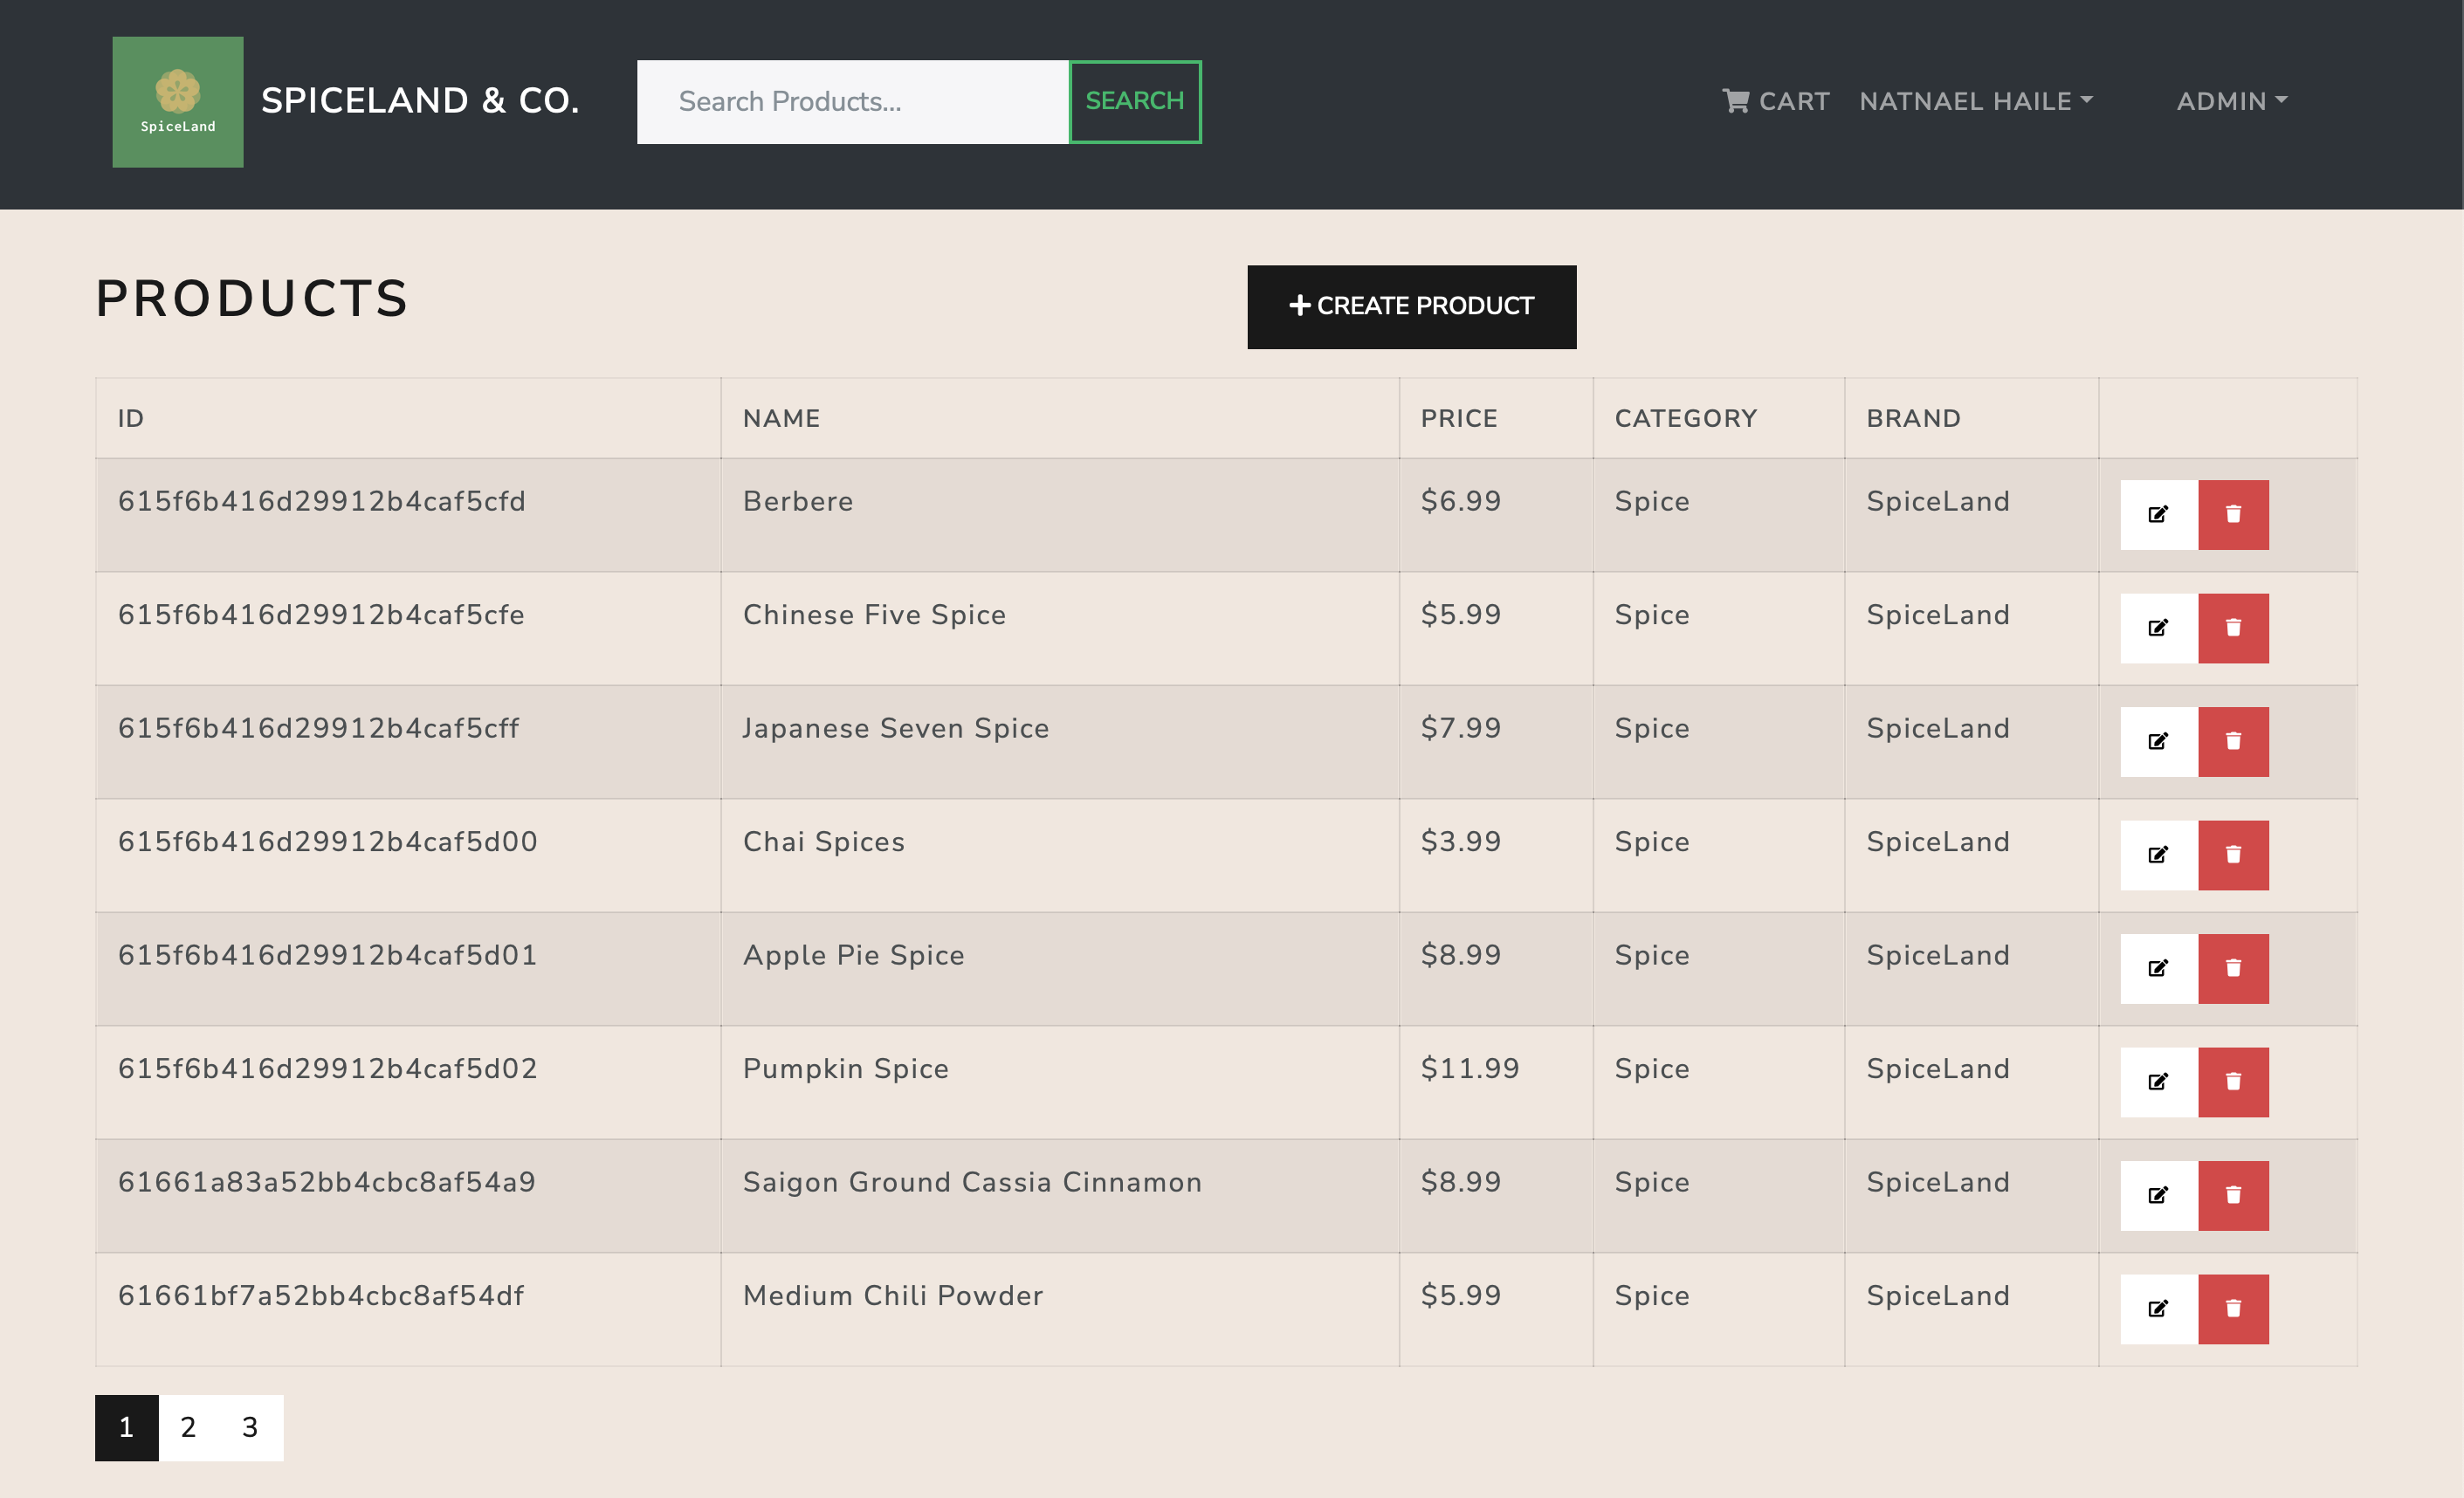 SpiceLand
SPICELAND & CO.
Search Products...
SEARCH
CART
NATNAEL HAILE
ADMIN
PRODUCTS
CREATE PRODUCT
ID NAME PRICE CATEGORY BRAND
615f6b416d29912b4caf5cfd Berbere $6.99 Spice SpiceLand
615f6b416d29912b4caf5cfe Chinese Five Spice $5.99 Spice SpiceLand
615f6b416d29912b4caf5cff Japanese Seven Spice $7.99 Spice SpiceLand
615f6b416d29912b4caf5d00 Chai Spices $3.99 Spice SpiceLand
615f6b416d29912b4caf5d01 Apple Pie Spice $8.99 Spice SpiceLand
615f6b416d29912b4caf5d02 Pumpkin Spice $11.99 Spice SpiceLand
61661a83a52bb4cbc8af54a9 Saigon Ground Cassia Cinnamon $8.99 Spice SpiceLand
61661bf7a52bb4cbc8af54df Medium Chili Powder $5.99 Spice SpiceLand
1 2 3